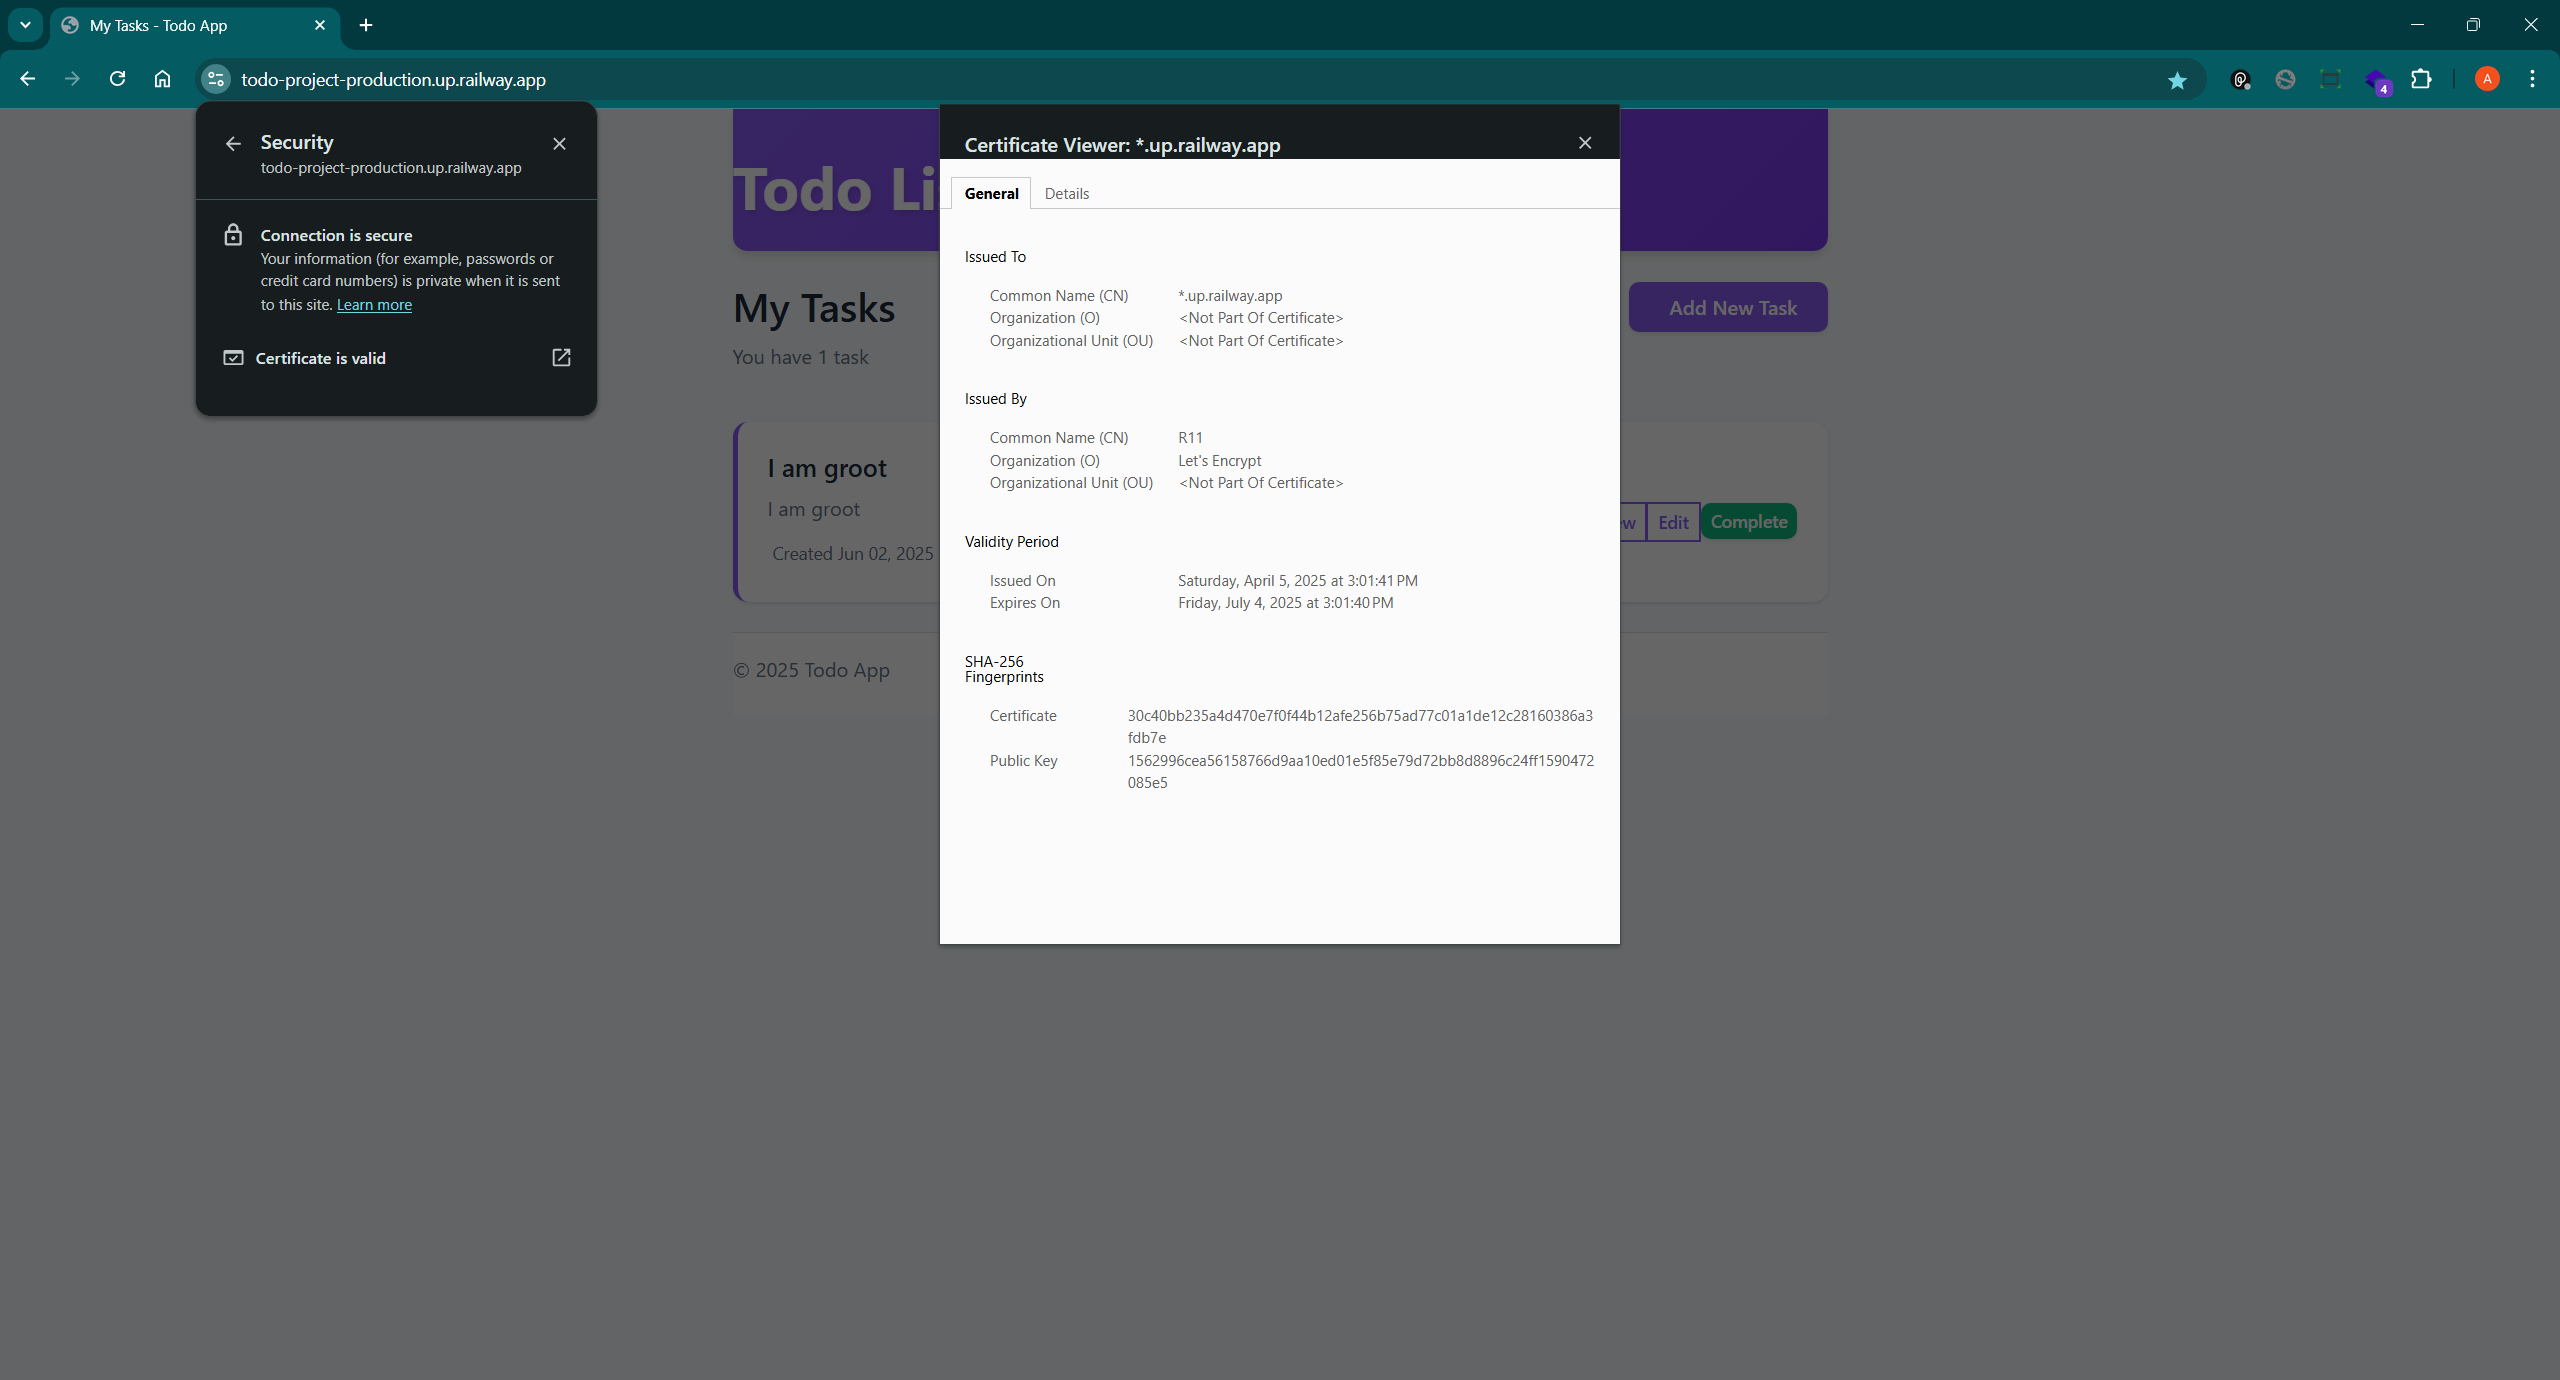 My Tasks - Todo App
todo-project-production.up.railway.app
4
A
Security
todo-project-production.up.railway.app
Connection is secure
Your information (for example, passwords or
credit card numbers) is private when it is sent
to this site. Learn more
Certificate is valid
Todo Li
My Tasks
You have 1 task
Add New Task
I am groot
I am groot
Created Jun 02, 2025
w
Edit
Complete
© 2025 Todo App
Certificate Viewer: *.up.railway.app
General Details
Issued To
Common Name (CN) *.up.railway.app
Organization (O) <Not Part Of Certificate>
Organizational Unit (OU) <Not Part Of Certificate>
Issued By
Common Name (CN) R11
Organization (O) Let's Encrypt
Organizational Unit (OU) <Not Part Of Certificate>
Validity Period
Issued On Saturday, April 5, 2025 at 3:01:41 PM
Expires On Friday, July 4, 2025 at 3:01:40 PM
SHA-256
Fingerprints
Certificate 30c40bb235a4d470e7f0f44b12afe256b75ad77c01a1de12c28160386a3
fdb7e
Public Key 1562996cea56158766d9aa10ed01e5f85e79d72bb8d8896c24ff1590472
085e5